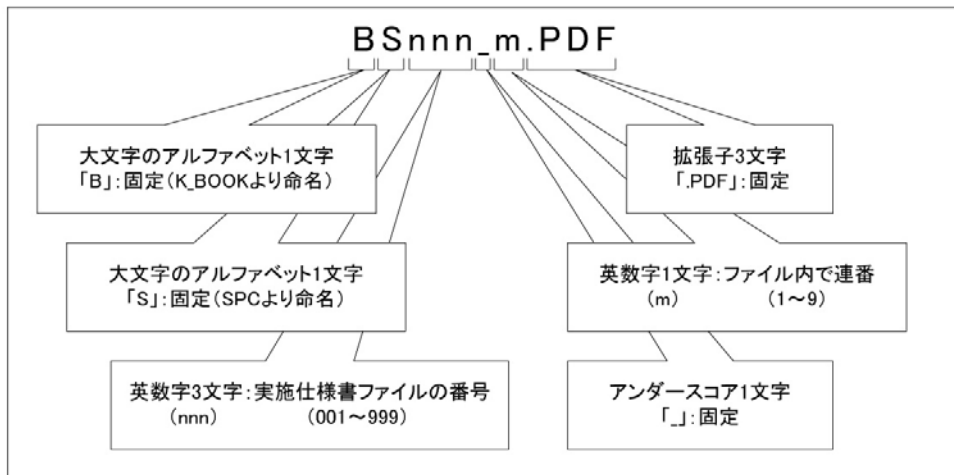 BSnnn_m.PDF
大文字のアルファベット1文字
「B」：固定（K_BOOKより命名）
拡張子3文字
「.PDF」：固定
大文字のアルファベット1文字
「S」：固定（SPCより命名）
英数字1文字：ファイル内で連番
(m) (1～9)
英数字3文字：実施仕様書ファイルの番号
(nnn) (001～999)
アンダースコア1文字
「_」：固定